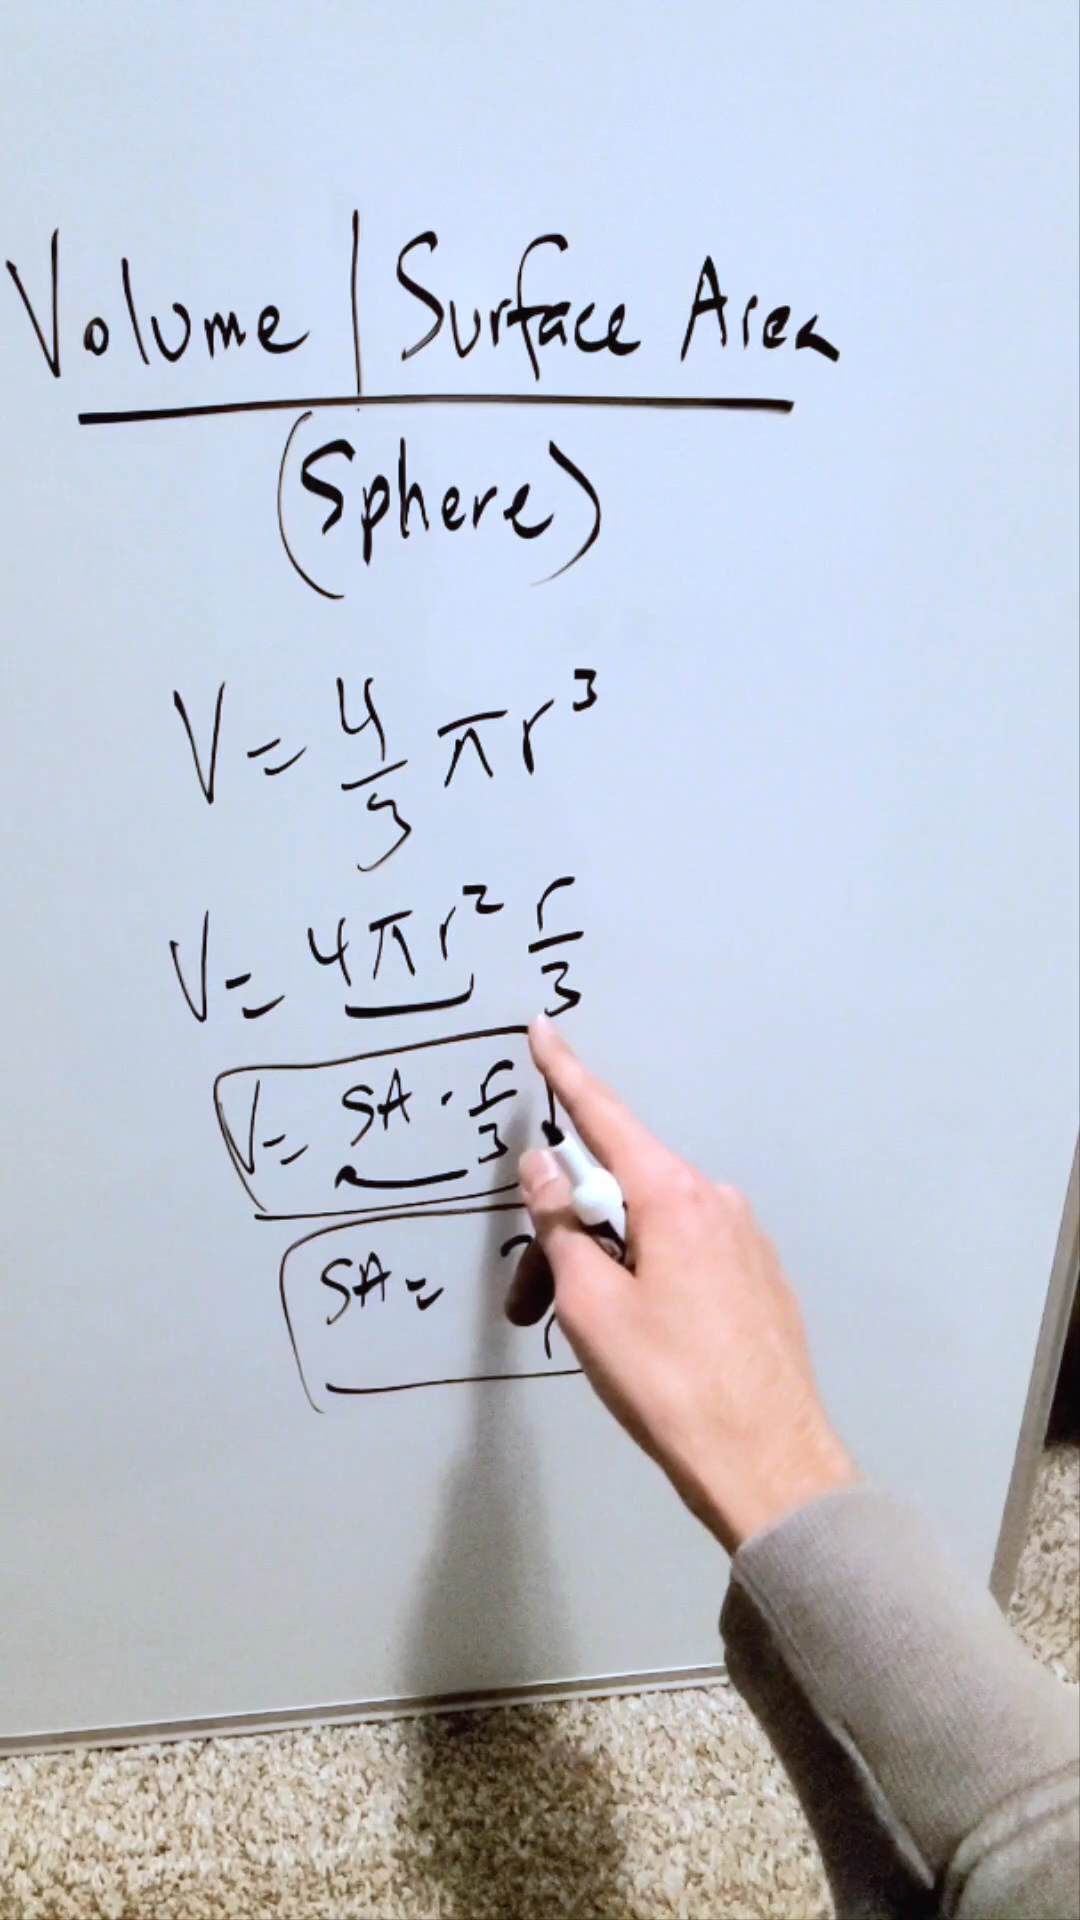 Volume | Surface Area
(Sphere)
V = 4/3 πr³
V = 4πr² r/3
V = SA · r/3
SA =